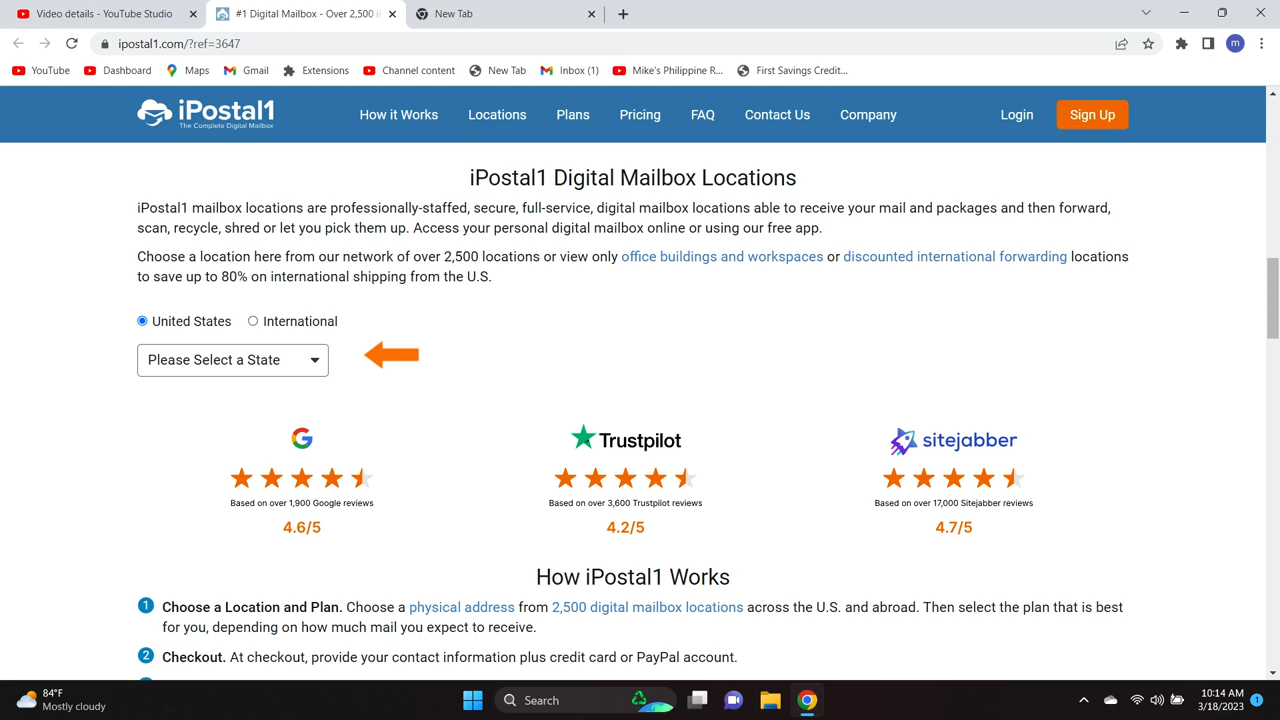 Video details - YouTube Studio
#1 Digital Mailbox - Over 2,500 i
New Tab
ipostal1.com/?ref=3647
m
YouTube
Dashboard
Maps
Gmail
Extensions
Channel content
New Tab
Inbox (1)
Mike's Philippine R...
First Savings Credit...
iPostal1
The Complete Digital Mailbox
How it Works
Locations
Plans
Pricing
FAQ
Contact Us
Company
Login
Sign Up
iPostal1 Digital Mailbox Locations
iPostal1 mailbox locations are professionally-staffed, secure, full-service, digital mailbox locations able to receive your mail and packages and then forward,
scan, recycle, shred or let you pick them up. Access your personal digital mailbox online or using our free app.
Choose a location here from our network of over 2,500 locations or view only office buildings and workspaces or discounted international forwarding locations
to save up to 80% on international shipping from the U.S.
United States
International
Please Select a State
Trustpilot
sitejabber
Based on over 1,900 Google reviews
Based on over 3,600 Trustpilot reviews
Based on over 17,000 Sitejabber reviews
4.6/5
4.2/5
4.7/5
How iPostal1 Works
1 Choose a Location and Plan. Choose a physical address from 2,500 digital mailbox locations across the U.S. and abroad. Then select the plan that is best
for you, depending on how much mail you expect to receive.
2 Checkout. At checkout, provide your contact information plus credit card or PayPal account.
84°F
Mostly cloudy
Search
10:14 AM
3/18/2023
1